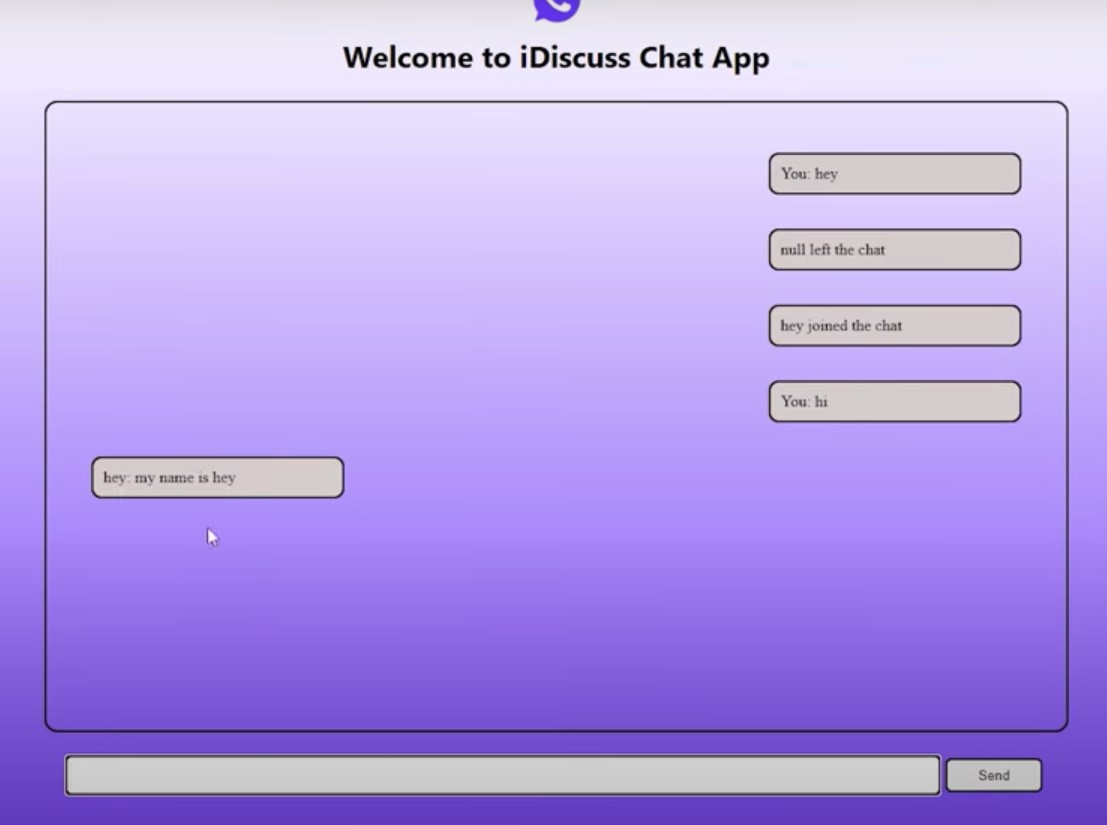 Welcome to iDiscuss Chat App
You: hey
null left the chat
hey joined the chat
You: hi
hey: my name is hey
Send